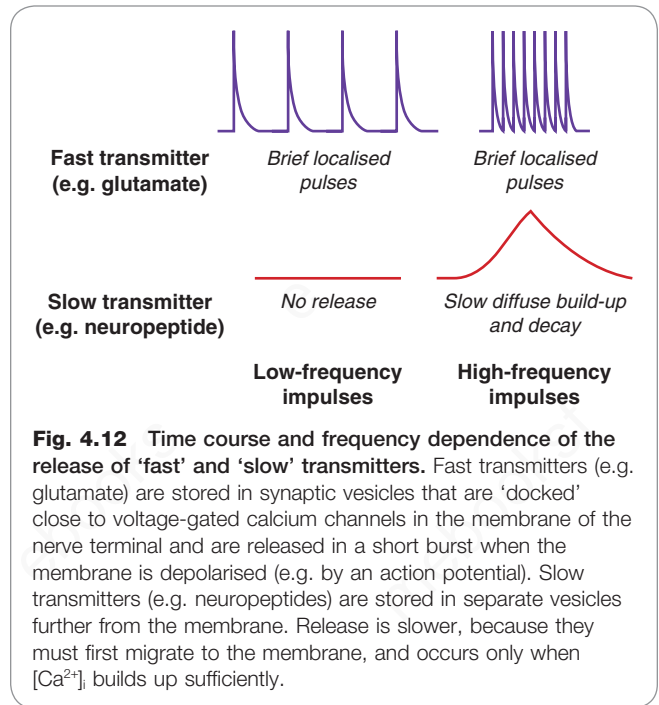 Fast transmitter
(e.g. glutamate)
Brief localised
pulses
Brief localised
pulses
Slow transmitter
(e.g. neuropeptide)
No release
Slow diffuse build-up
and decay
Low-frequency
impulses
High-frequency
impulses
Fig. 4.12 Time course and frequency dependence of the
release of ‘fast’ and ‘slow’ transmitters. Fast transmitters (e.g.
glutamate) are stored in synaptic vesicles that are ‘docked’
close to voltage-gated calcium channels in the membrane of the
nerve terminal and are released in a short burst when the
membrane is depolarised (e.g. by an action potential). Slow
transmitters (e.g. neuropeptides) are stored in separate vesicles
further from the membrane. Release is slower, because they
must first migrate to the membrane, and occurs only when
[Ca²⁺]ᵢ builds up sufficiently.